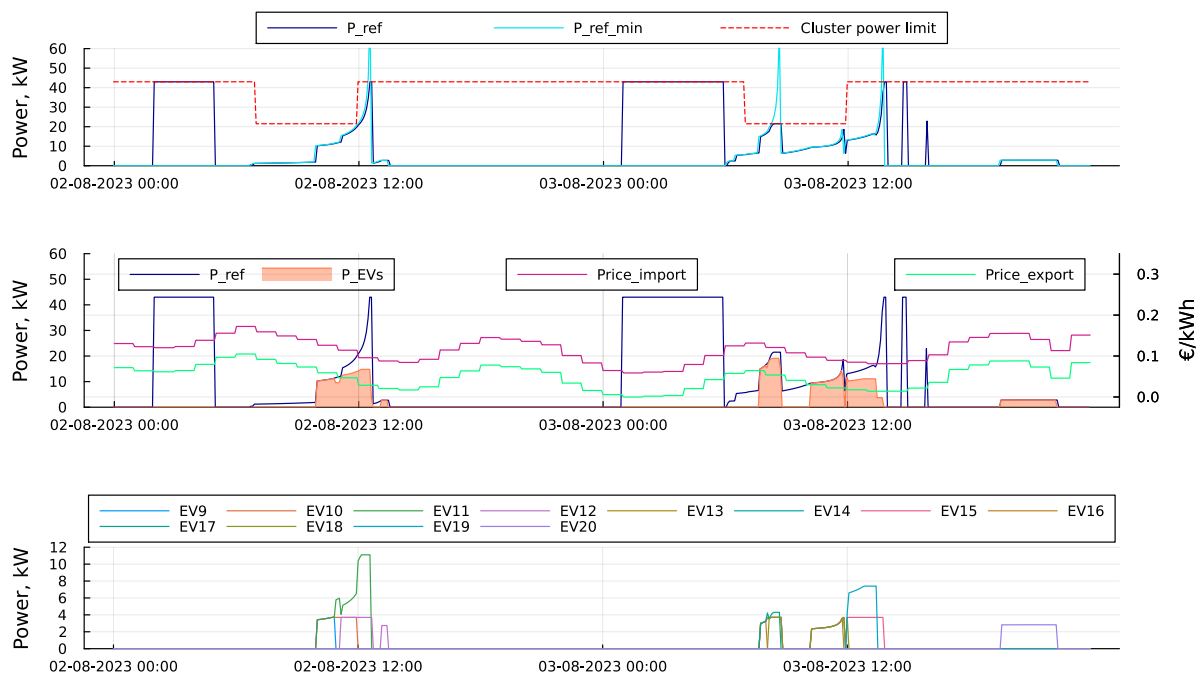 P_ref P_ref_min Cluster power limit
Power, kW
60
50
40
30
20
10
0
02-08-2023 00:00 02-08-2023 12:00 03-08-2023 00:00 03-08-2023 12:00
P_ref P_EVs Price_import Price_export
Power, kW
60
50
40
30
20
10
0
0.3
0.2
0.1
0.0
€/kWh
02-08-2023 00:00 02-08-2023 12:00 03-08-2023 00:00 03-08-2023 12:00
EV9 EV10 EV11 EV12 EV13 EV14 EV15 EV16
EV17 EV18 EV19 EV20
Power, kW
12
10
8
6
4
2
0
02-08-2023 00:00 02-08-2023 12:00 03-08-2023 00:00 03-08-2023 12:00